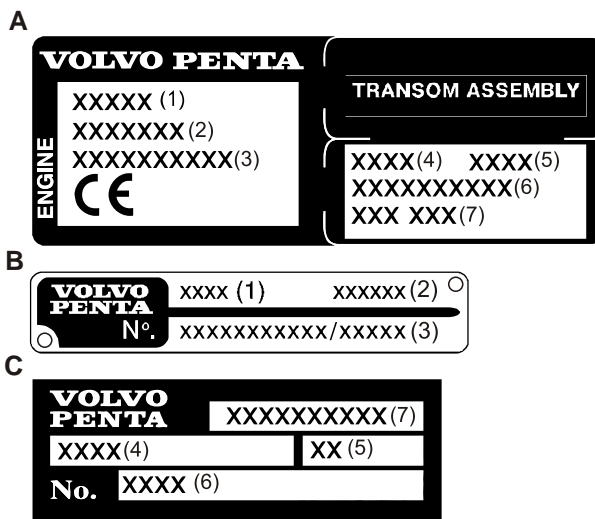 A
VOLVO PENTA
ENGINE
XXXXX (1)
XXXXXXX (2)
XXXXXXXXXX (3)
CE
TRANSOM ASSEMBLY
XXXX (4) XXXX (5)
XXXXXXXXXX (6)
XXX XXX (7)
B
VOLVO
PENTA
Nº.
xxxx (1) xxxxxx (2)
xxxxxxxxxxx/xxxxx (3)
C
VOLVO
PENTA
XXXXXXXXXX (7)
XXXX (4) XX (5)
No. XXXX (6)